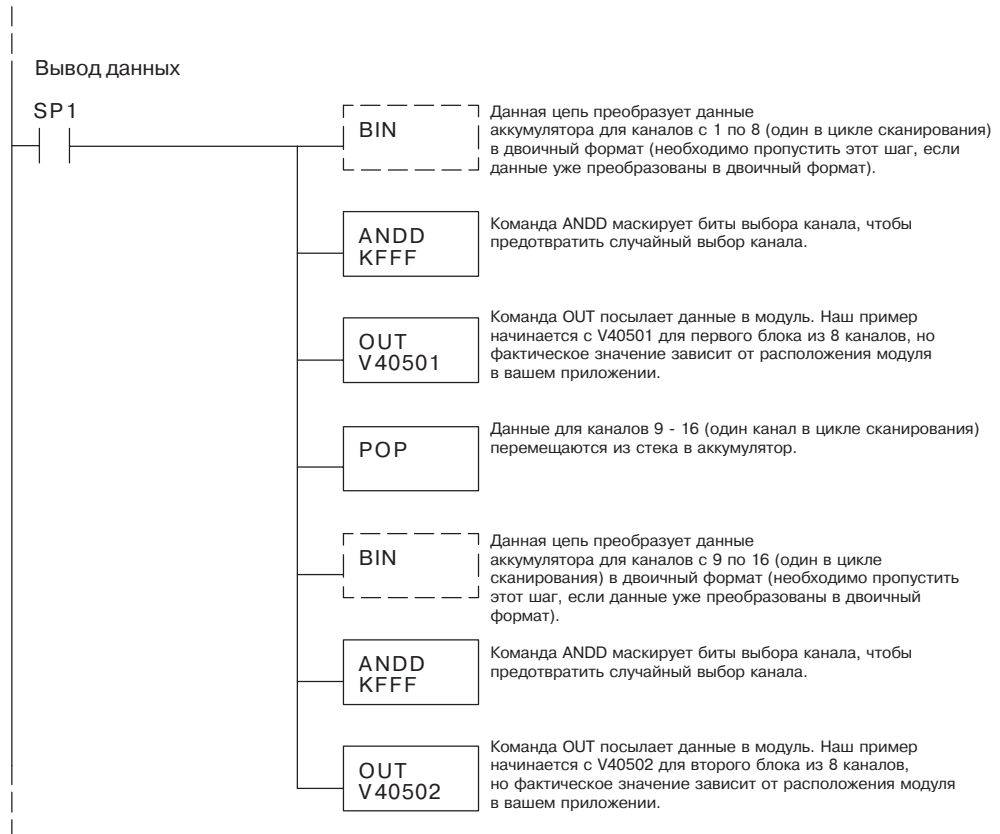 Вывод данных
SP1
BIN
Данная цепь преобразует данные
аккумулятора для каналов с 1 по 8 (один в цикле сканирования)
в двоичный формат (необходимо пропустить этот шаг, если
данные уже преобразованы в двоичный формат).
ANDD
KFFF
Команда ANDD маскирует биты выбора канала, чтобы
предотвратить случайный выбор канала.
OUT
V40501
Команда OUT посылает данные в модуль. Наш пример
начинается с V40501 для первого блока из 8 каналов, но
фактическое значение зависит от расположения модуля
в вашем приложении.
POP
Данные для каналов 9 - 16 (один канал в цикле сканирования)
перемещаются из стека в аккумулятор.
BIN
Данная цепь преобразует данные
аккумулятора для каналов с 9 по 16 (один в цикле
сканирования) в двоичный формат (необходимо пропустить
этот шаг, если данные уже преобразованы в двоичный
формат).
ANDD
KFFF
Команда ANDD маскирует биты выбора канала, чтобы
предотвратить случайный выбор канала.
OUT
V40502
Команда OUT посылает данные в модуль. Наш пример
начинается с V40502 для второго блока из 8 каналов,
но фактическое значение зависит от расположения модуля
в вашем приложении.